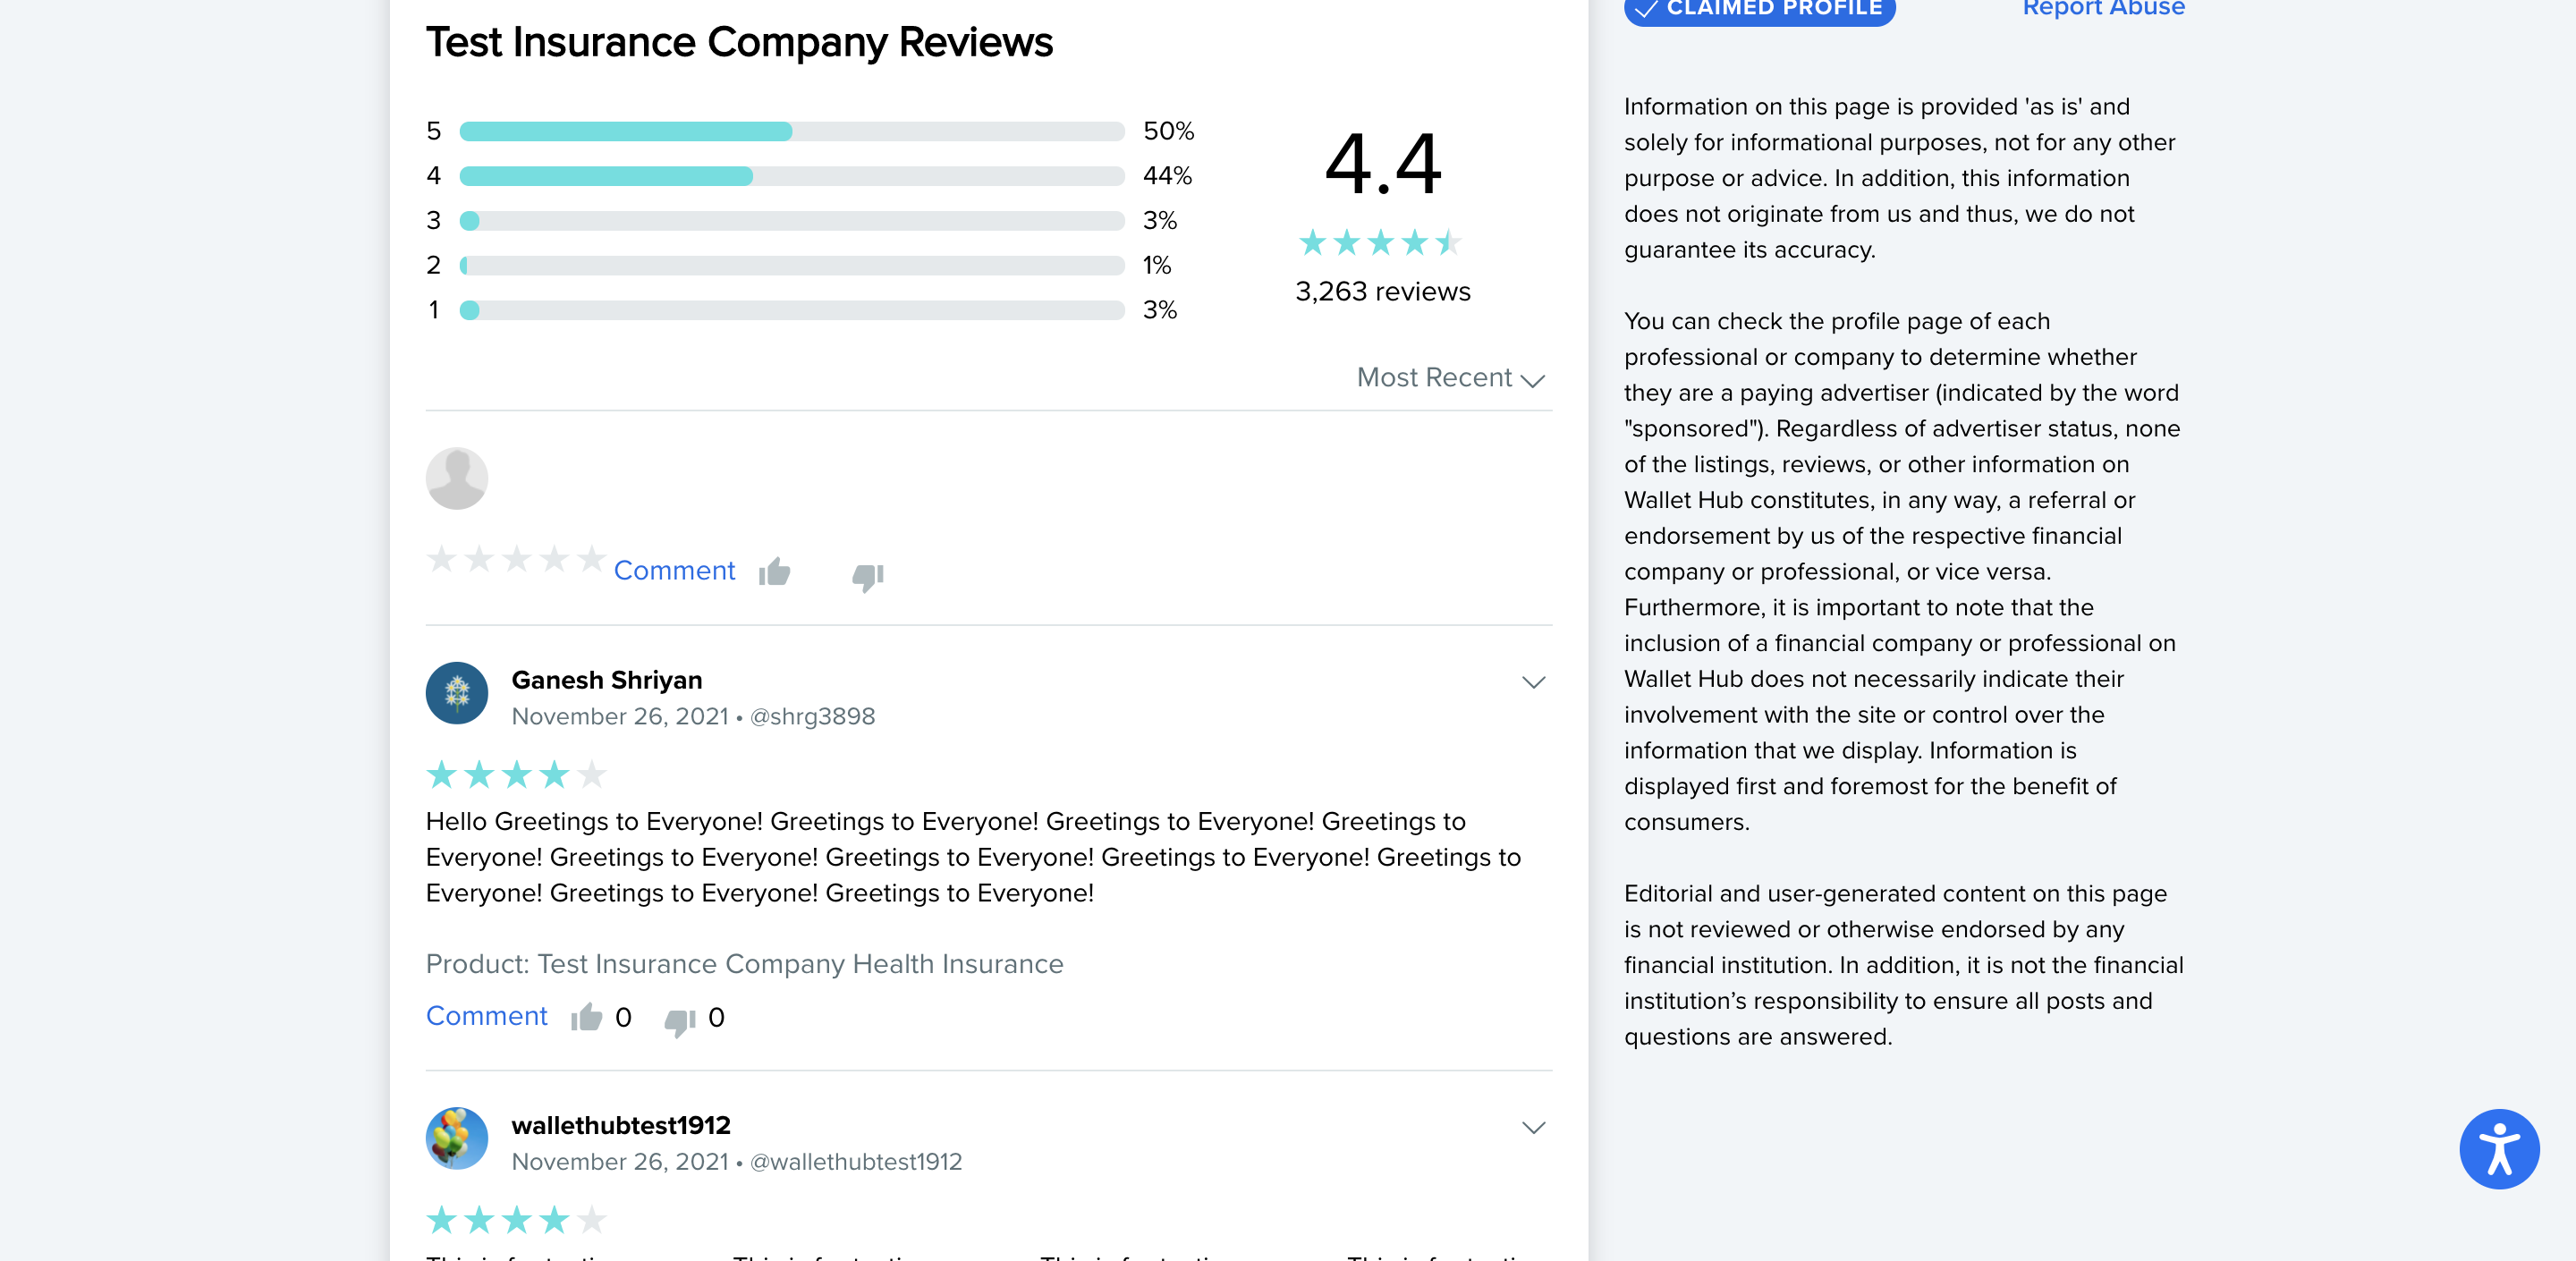 Test Insurance Company Reviews
5 50%
4 44%
3 3%
2 1%
1 3%
4.4
3,263 reviews
Most Recent
Comment
Ganesh Shriyan
November 26, 2021 • @shrg3898
Hello Greetings to Everyone! Greetings to Everyone! Greetings to Everyone! Greetings to
Everyone! Greetings to Everyone! Greetings to Everyone! Greetings to Everyone! Greetings to
Everyone! Greetings to Everyone! Greetings to Everyone!
Product: Test Insurance Company Health Insurance
Comment 0 0
wallethubtest1912
November 26, 2021 • @wallethubtest1912
CLAIMED PROFILE
Report Abuse
Information on this page is provided 'as is' and
solely for informational purposes, not for any other
purpose or advice. In addition, this information
does not originate from us and thus, we do not
guarantee its accuracy.
You can check the profile page of each
professional or company to determine whether
they are a paying advertiser (indicated by the word
"sponsored"). Regardless of advertiser status, none
of the listings, reviews, or other information on
Wallet Hub constitutes, in any way, a referral or
endorsement by us of the respective financial
company or professional, or vice versa.
Furthermore, it is important to note that the
inclusion of a financial company or professional on
Wallet Hub does not necessarily indicate their
involvement with the site or control over the
information that we display. Information is
displayed first and foremost for the benefit of
consumers.
Editorial and user-generated content on this page
is not reviewed or otherwise endorsed by any
financial institution. In addition, it is not the financial
institution’s responsibility to ensure all posts and
questions are answered.